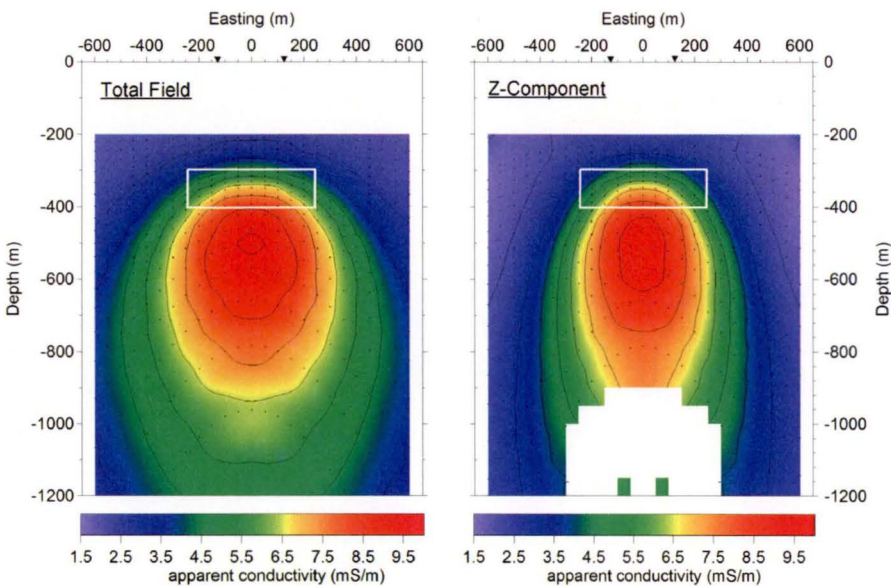 Easting (m)
-600 -400 -200 0 200 400 600
Easting (m)
-600 -400 -200 0 200 400 600
Total Field
Z-Component
0
-200
-400
-600
-800
-1000
-1200
Depth (m)
0
-200
-400
-600
-800
-1000
-1200
Depth (m)
1.5 2.5 3.5 4.5 5.5 6.5 7.5 8.5 9.5
apparent conductivity (mS/m)
1.5 2.5 3.5 4.5 5.5 6.5 7.5 8.5 9.5
apparent conductivity (mS/m)